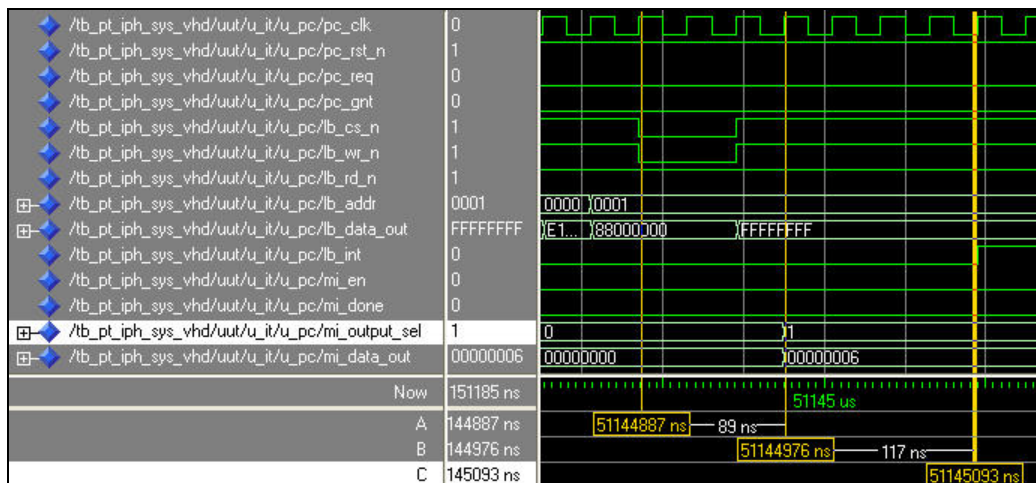 /tb_pt_iph_sys_vhd/uut/u_it/u_pc/pc_clk 0
/tb_pt_iph_sys_vhd/uut/u_it/u_pc/pc_rst_n 1
/tb_pt_iph_sys_vhd/uut/u_it/u_pc/pc_req 0
/tb_pt_iph_sys_vhd/uut/u_it/u_pc/pc_gnt 0
/tb_pt_iph_sys_vhd/uut/u_it/u_pc/lb_cs_n 1
/tb_pt_iph_sys_vhd/uut/u_it/u_pc/lb_wr_n 1
/tb_pt_iph_sys_vhd/uut/u_it/u_pc/lb_rd_n 1
/tb_pt_iph_sys_vhd/uut/u_it/u_pc/lb_addr 0001 0000 0001
/tb_pt_iph_sys_vhd/uut/u_it/u_pc/lb_data_out FFFFFFFF E1... 88000000 FFFFFFFF
/tb_pt_iph_sys_vhd/uut/u_it/u_pc/lb_int 0
/tb_pt_iph_sys_vhd/uut/u_it/u_pc/mi_en 0
/tb_pt_iph_sys_vhd/uut/u_it/u_pc/mi_done 0
/tb_pt_iph_sys_vhd/uut/u_it/u_pc/mi_output_sel 1 0 1
/tb_pt_iph_sys_vhd/uut/u_it/u_pc/mi_data_out 00000006 00000000 00000006
Now 151185 ns 51145 us
A 144887 ns 51144887 ns 89 ns
B 144976 ns 51144976 ns 117 ns
C 145093 ns 51145093 ns